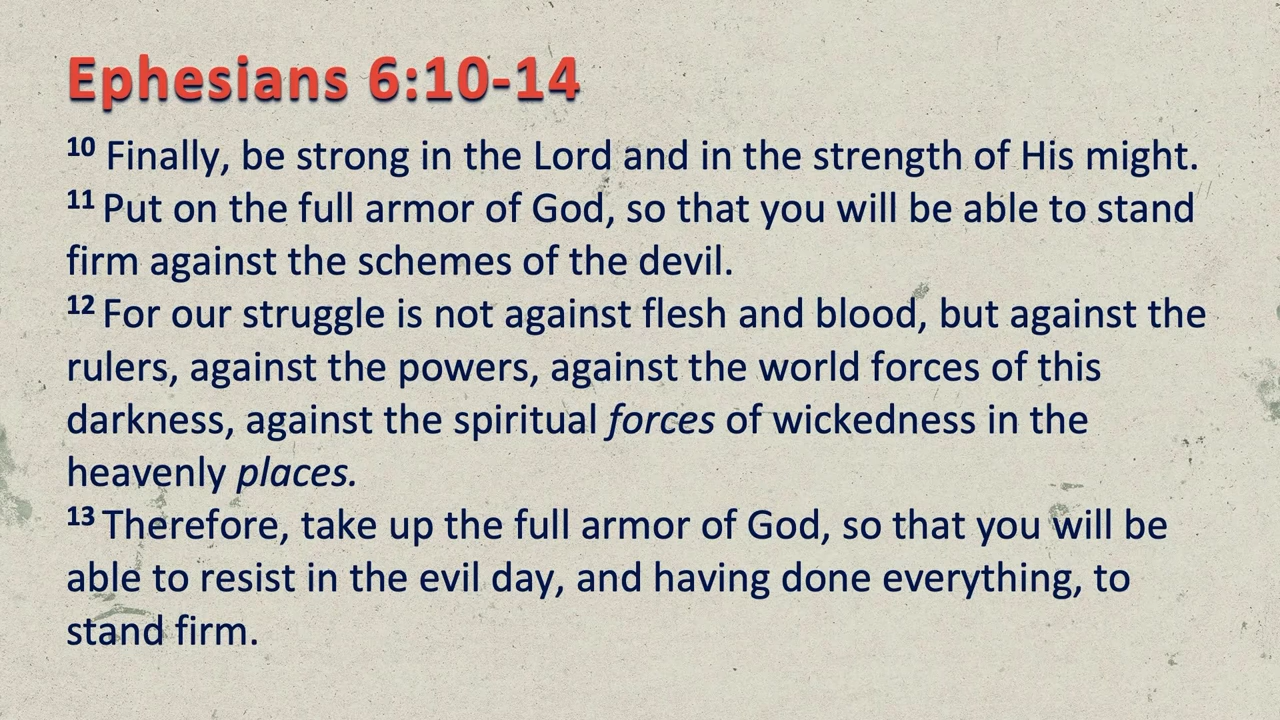 Ephesians 6:10-14
10 Finally, be strong in the Lord and in the strength of His might.
11 Put on the full armor of God, so that you will be able to stand
firm against the schemes of the devil.
12 For our struggle is not against flesh and blood, but against the
rulers, against the powers, against the world forces of this
darkness, against the spiritual forces of wickedness in the
heavenly places.
13 Therefore, take up the full armor of God, so that you will be
able to resist in the evil day, and having done everything, to
stand firm.